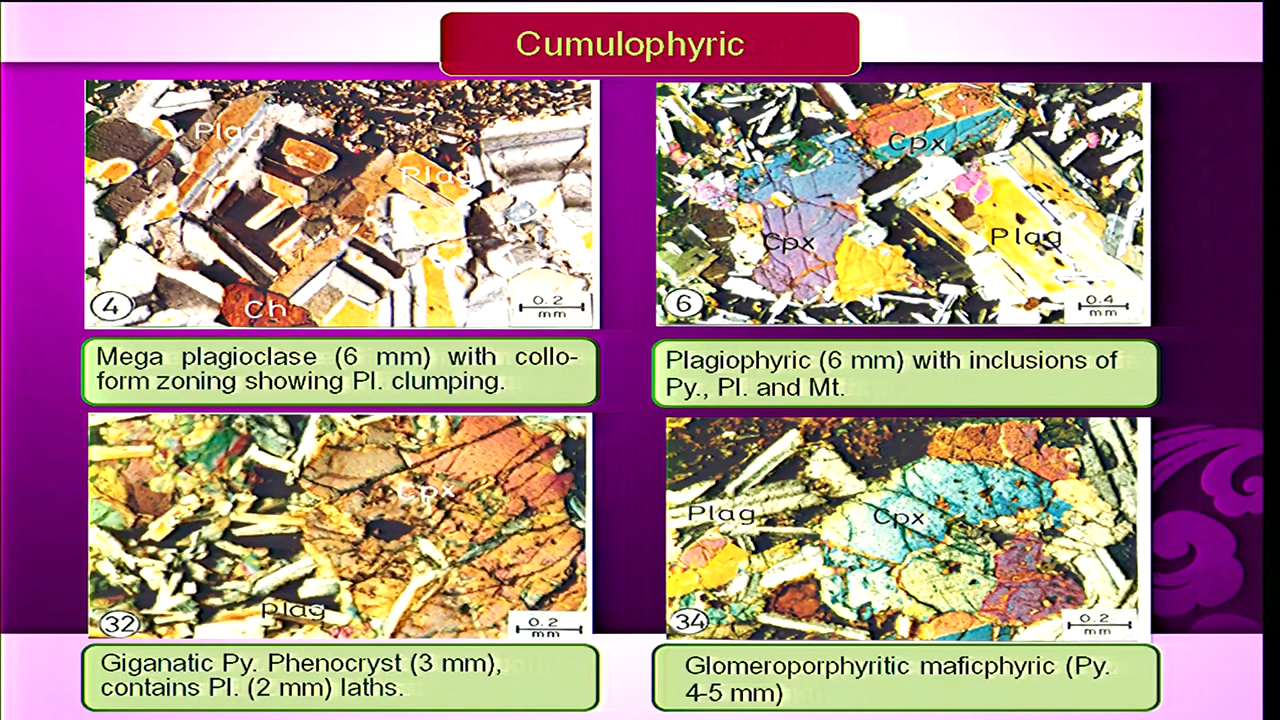 Cumulophyric
Plag
Plag
Ch
4
0.2
mm
Cpx
Cpx
Plag
6
0.4
mm
Mega plagioclase (6 mm) with collo-
form zoning showing Pl. clumping.
Plagiophyric (6 mm) with inclusions of
Py., Pl. and Mt.
Cpx
plag
32
0.2
mm
Plag
Cpx
34
0.2
mm
Giganatic Py. Phenocryst (3 mm),
contains Pl. (2 mm) laths.
Glomeroporphyritic maficphyric (Py.
4-5 mm)